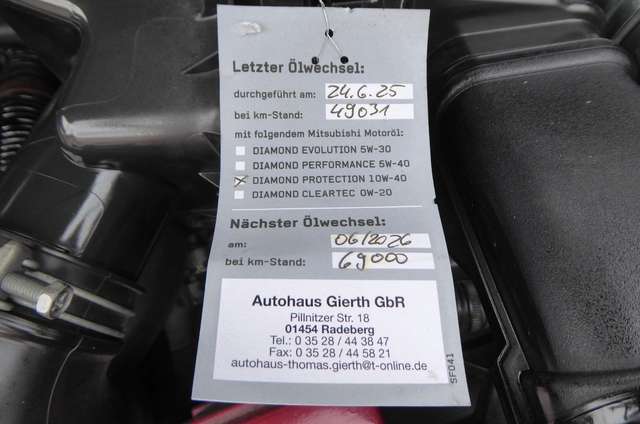 Letzter Ölwechsel:
durchgeführt am: 24.6.25
bei km-Stand: 49031
mit folgendem Mitsubishi Motoröl:
DIAMOND EVOLUTION 5W-30
DIAMOND PERFORMANCE 5W-40
DIAMOND PROTECTION 10W-40
DIAMOND CLEARTEC 0W-20
Nächster Ölwechsel:
am: 06/2026
bei km-Stand: 69000
Autohaus Gierth GbR
Pillnitzer Str. 18
01454 Radeberg
Tel.: 0 35 28 / 44 38 47
Fax: 0 35 28 / 44 58 21
autohaus-thomas.gierth@t-online.de
SF041